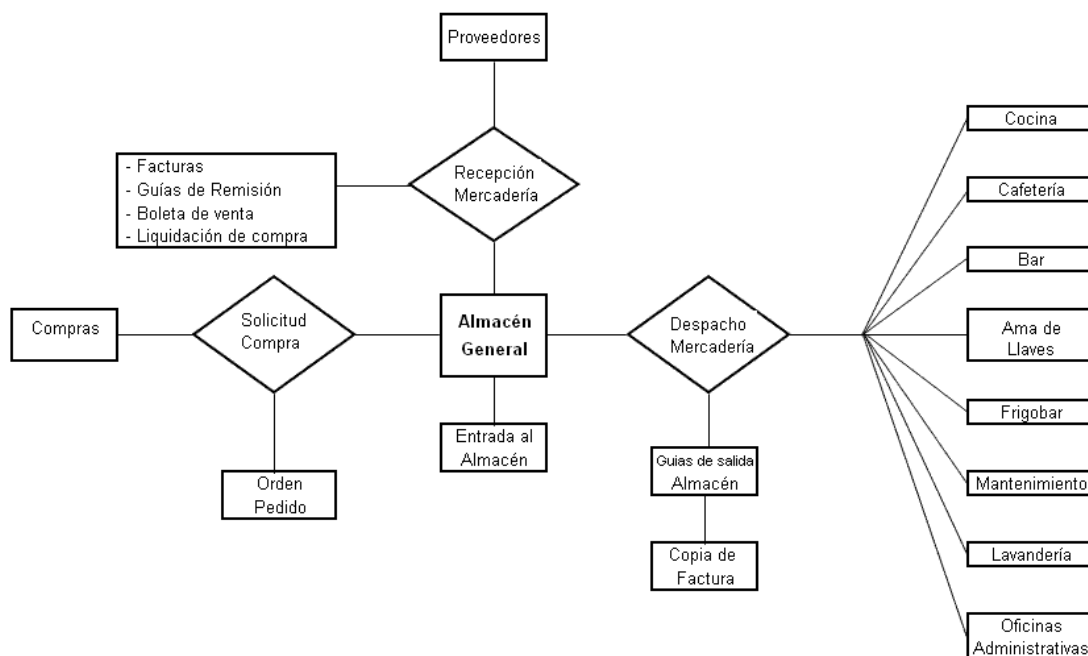 Proveedores
- Facturas
- Guías de Remisión
- Boleta de venta
- Liquidación de compra
Recepción
Mercadería
Compras
Solicitud
Compra
Almacén
General
Despacho
Mercadería
Entrada al
Almacén
Orden
Pedido
Guias de salida
Almacén
Copia de
Factura
Cocina
Cafetería
Bar
Ama de
Llaves
Frigobar
Mantenimiento
Lavandería
Oficinas
Administrativas